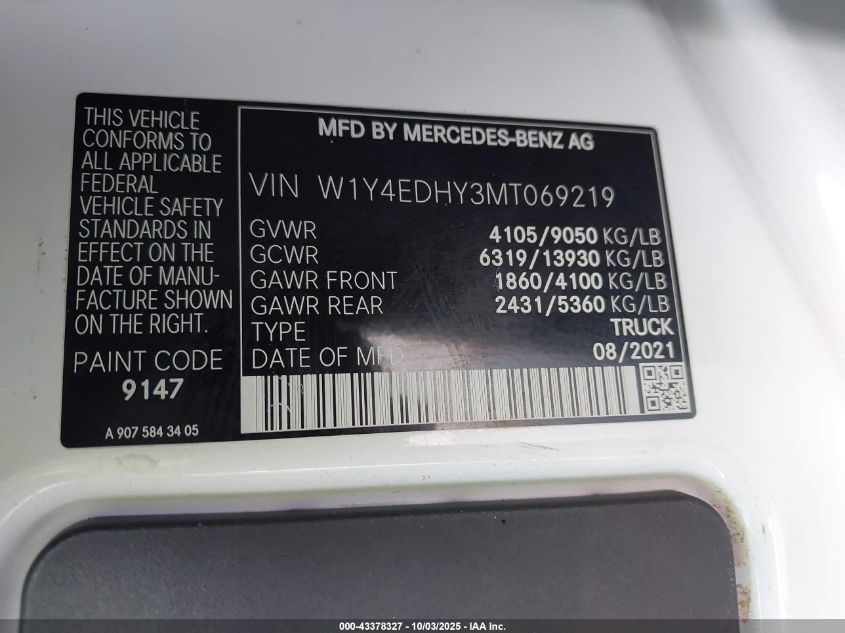 THIS VEHICLE
CONFORMS TO
ALL APPLICABLE
FEDERAL
VEHICLE SAFETY
STANDARDS IN
EFFECT ON THE
DATE OF MANU-
FACTURE SHOWN
ON THE RIGHT.
PAINT CODE
9147
A 907 584 34 05
MFD BY MERCEDES-BENZ AG
VIN W1Y4EDHY3MT069219
GVWR 4105/9050 KG/LB
GCWR 6319/13930 KG/LB
GAWR FRONT 1860/4100 KG/LB
GAWR REAR 2431/5360 KG/LB
TYPE TRUCK
DATE OF MFD 08/2021
000-43378327 - 10/03/2025 - IAA Inc.